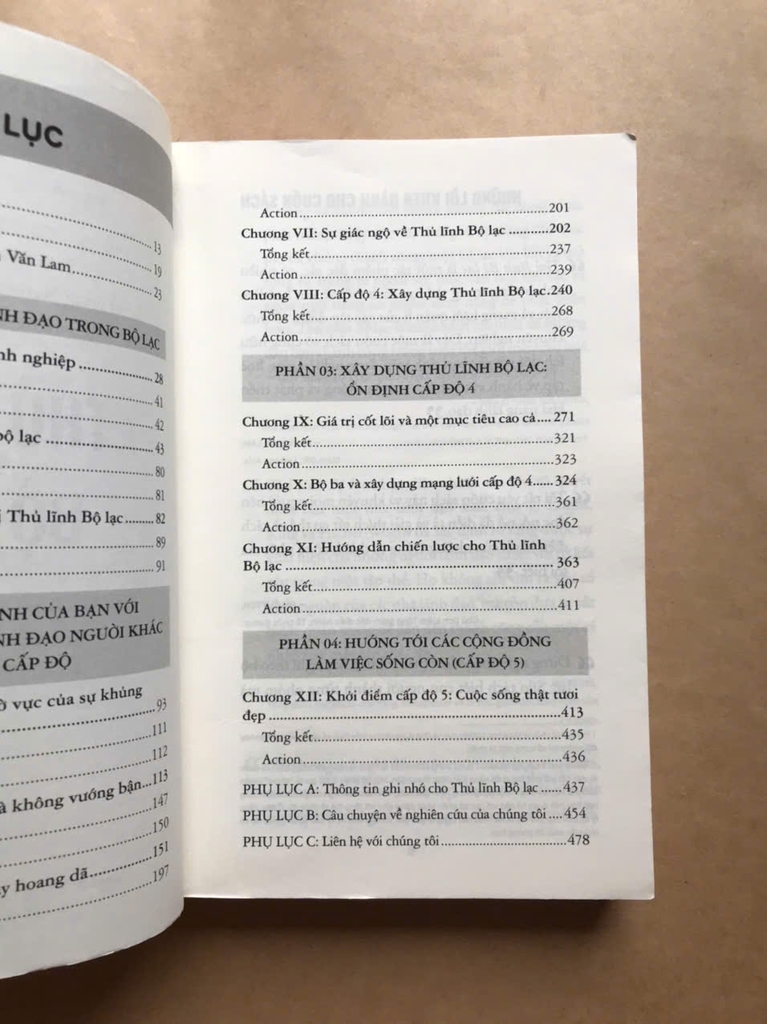 LỤC
13
19
Văn Lam 23
NH ĐẠO TRONG BỘ LẠC
nh nghiệp 28
41
42
bộ lạc 43
80
81
Thủ lĩnh Bộ lạc 82
89
91
NH CỦA BẠN VỚI
NH ĐẠO NGƯỜI KHÁC
CẤP ĐỘ
ờ vực của sự khủng
93
111
112
à không vướng bận 113
147
150
y hoang dã 151
197
Action 201
Chương VII: Sự giác ngộ về Thủ lĩnh Bộ lạc 202
Tổng kết 237
Action 239
Chương VIII: Cấp độ 4: Xây dựng Thủ lĩnh Bộ lạc 240
Tổng kết 268
Action 269
PHẦN 03: XÂY DỰNG THỦ LĨNH BỘ LẠC:
ỔN ĐỊNH CẤP ĐỘ 4
Chương IX: Giá trị cốt lõi và một mục tiêu cao cả 271
Tổng kết 321
Action 323
Chương X: Bộ ba và xây dựng mạng lưới cấp độ 4 324
Tổng kết 361
Action 362
Chương XI: Hướng dẫn chiến lược cho Thủ lĩnh
Bộ lạc 363
Tổng kết 407
Action 411
PHẦN 04: HƯỚNG TỚI CÁC CỘNG ĐỒNG
LÀM VIỆC SỐNG CÒN (CẤP ĐỘ 5)
Chương XII: Khởi điểm cấp độ 5: Cuộc sống thật tươi
đẹp 413
Tổng kết 435
Action 436
PHỤ LỤC A: Thông tin ghi nhớ cho Thủ lĩnh Bộ lạc 437
PHỤ LỤC B: Câu chuyện về nghiên cứu của chúng tôi 454
PHỤ LỤC C: Liên hệ với chúng tôi 478